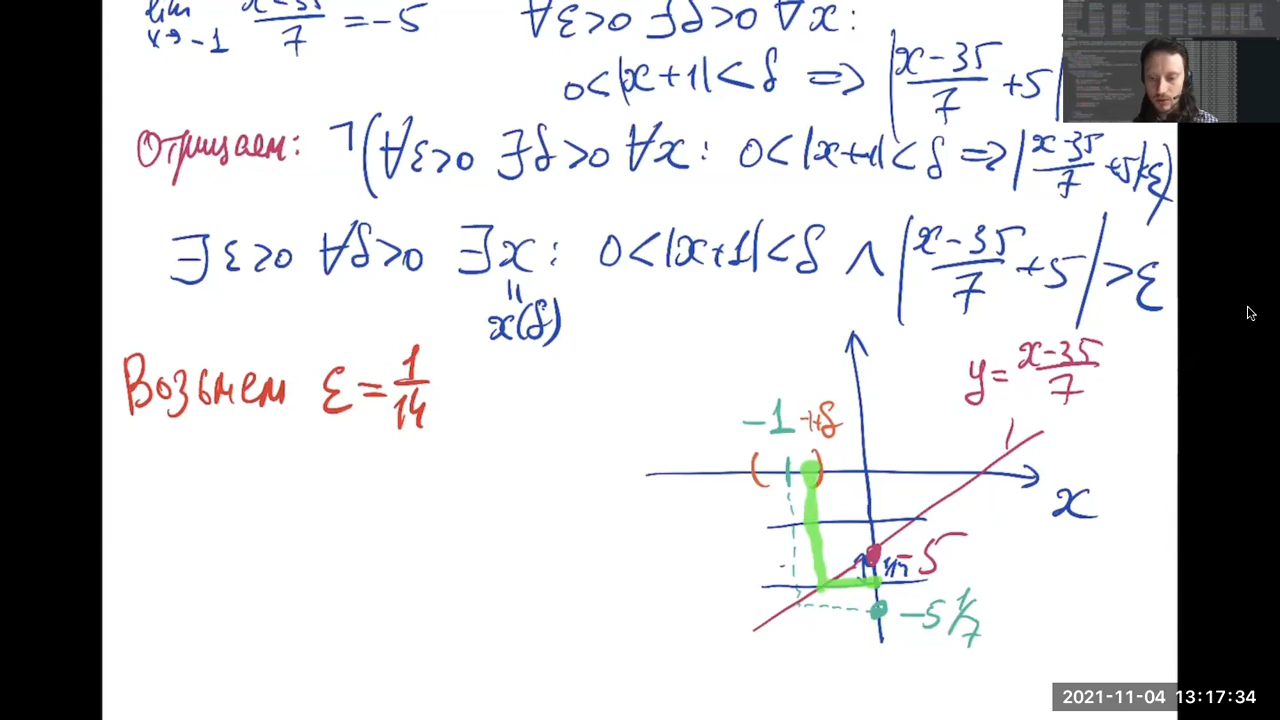 lim x→-1 (x-35)/7 = -5   ∀ε>0 ∃δ>0 ∀x:
0<|x+1|<δ => |(x-35)/7 +5|
Отрицаем: ¬(∀ε>0 ∃δ>0 ∀x: 0<|x+1|<δ => |(x-35)/7 +5|<ε)
∃ε>0 ∀δ>0 ∃x: 0<|x+1|<δ ∧ |(x-35)/7 +5|>ε
=
x(δ)
Возьмем ε = 1/14
y = (x-35)/7
-1 -1+δ
x
-5
-5 1/7
2021-11-04 13:17:34